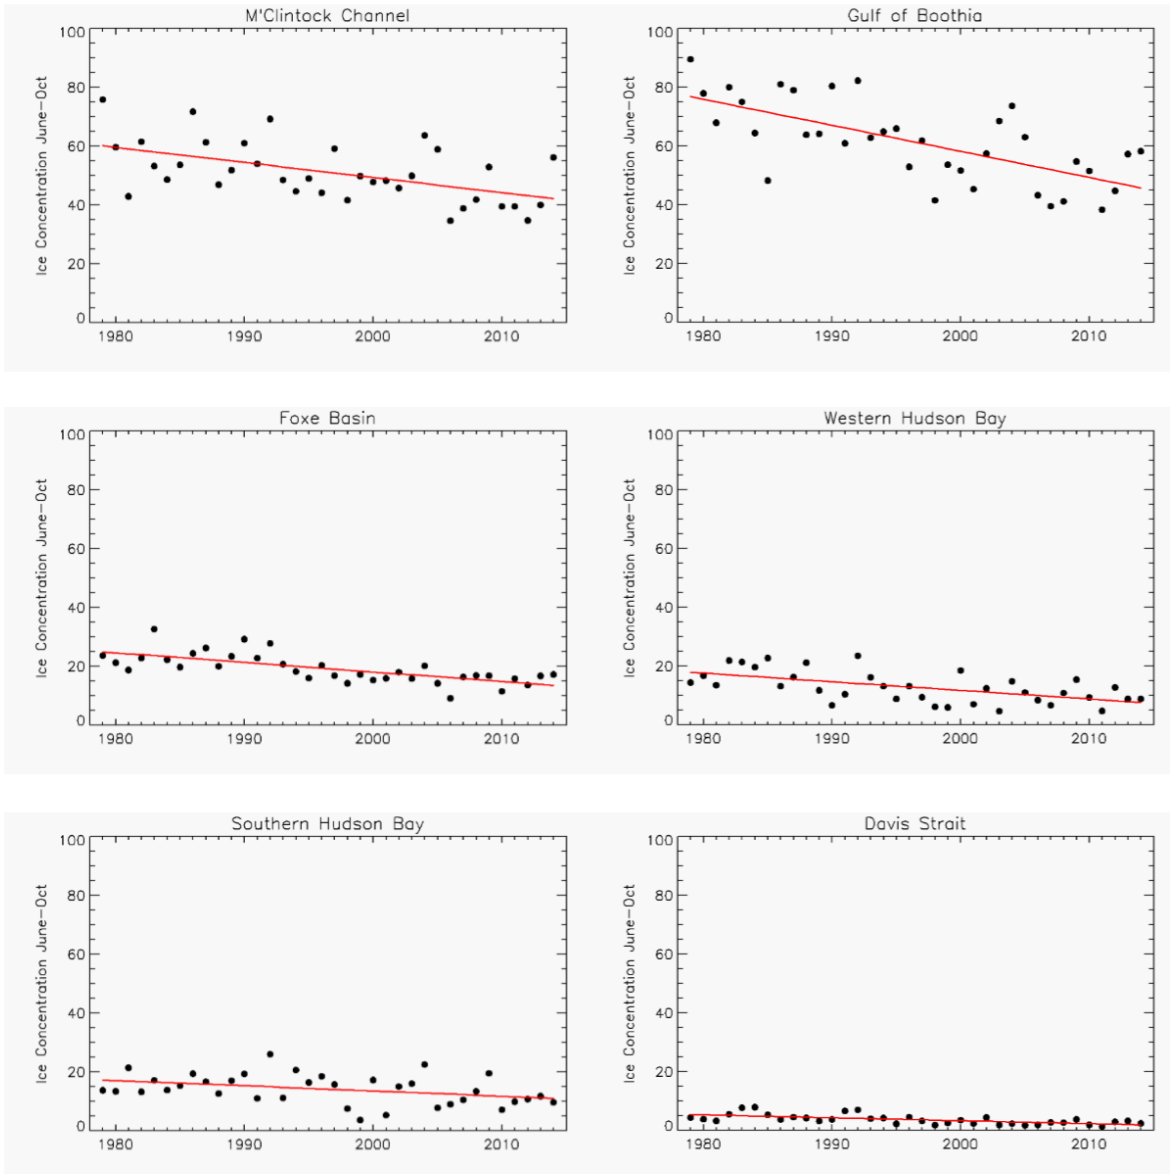 M'Clintock Channel
Ice Concentration June-Oct
100
80
60
40
20
0
1980 1990 2000 2010
Gulf of Boothia
Ice Concentration June-Oct
100
80
60
40
20
0
1980 1990 2000 2010
Foxe Basin
Ice Concentration June-Oct
100
80
60
40
20
0
1980 1990 2000 2010
Western Hudson Bay
Ice Concentration June-Oct
100
80
60
40
20
0
1980 1990 2000 2010
Southern Hudson Bay
Ice Concentration June-Oct
100
80
60
40
20
0
1980 1990 2000 2010
Davis Strait
Ice Concentration June-Oct
100
80
60
40
20
0
1980 1990 2000 2010